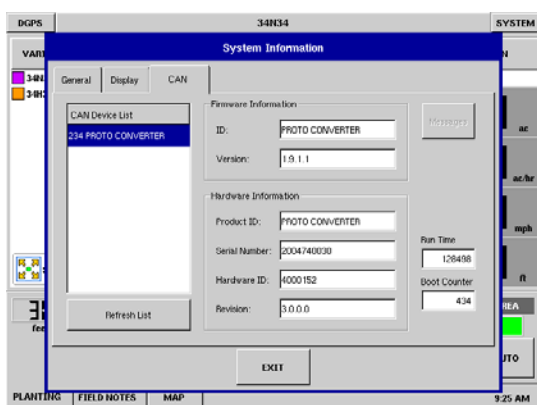 DGPS 34N34 SYSTEM
System Information
General Display CAN
CAN Device List
234 PROTO CONVERTER
Refresh List
Firmware Information
ID: PROTO CONVERTER
Version: 1.9.1.1
Messages
Hardware Information
Product ID: PROTO CONVERTER
Serial Number: 2004740030
Hardware ID: 4000152
Revision: 3.0.0.0
Run Time
128498
Boot Counter
434
EXIT
ac
ac/hr
mph
ft
PLANTING FIELD NOTES MAP 9:25 AM